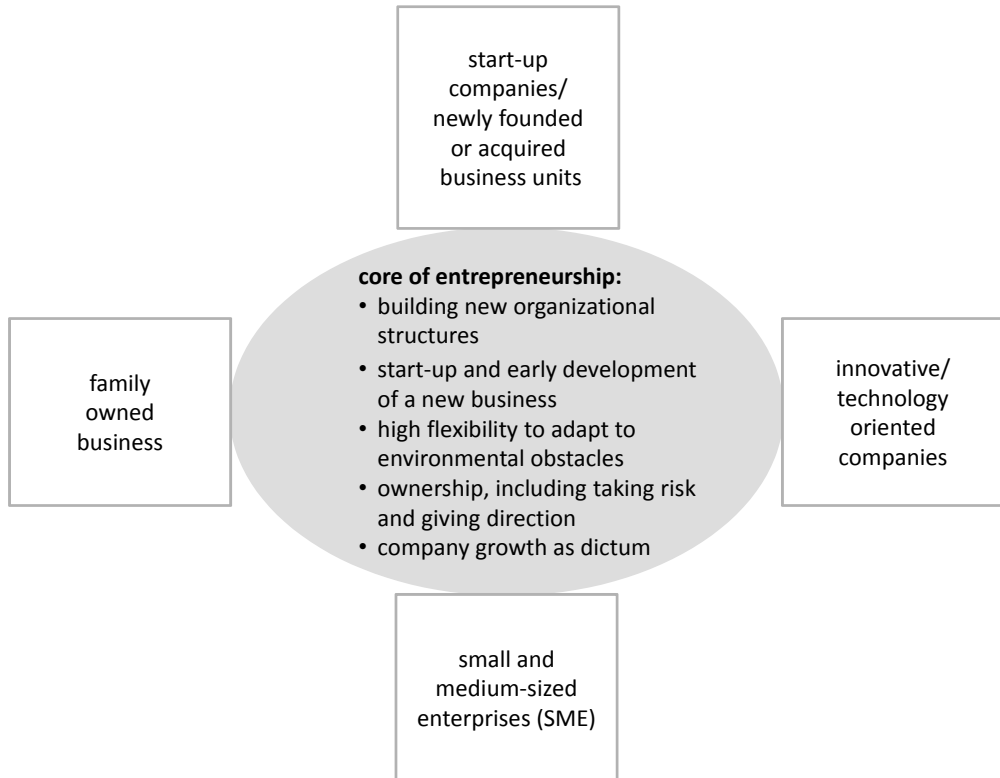 start-up
companies/
newly founded
or acquired
business units
core of entrepreneurship:
• building new organizational
structures
• start-up and early development
of a new business
• high flexibility to adapt to
environmental obstacles
• ownership, including taking risk
and giving direction
• company growth as dictum
family
owned
business
innovative/
technology
oriented
companies
small and
medium-sized
enterprises (SME)